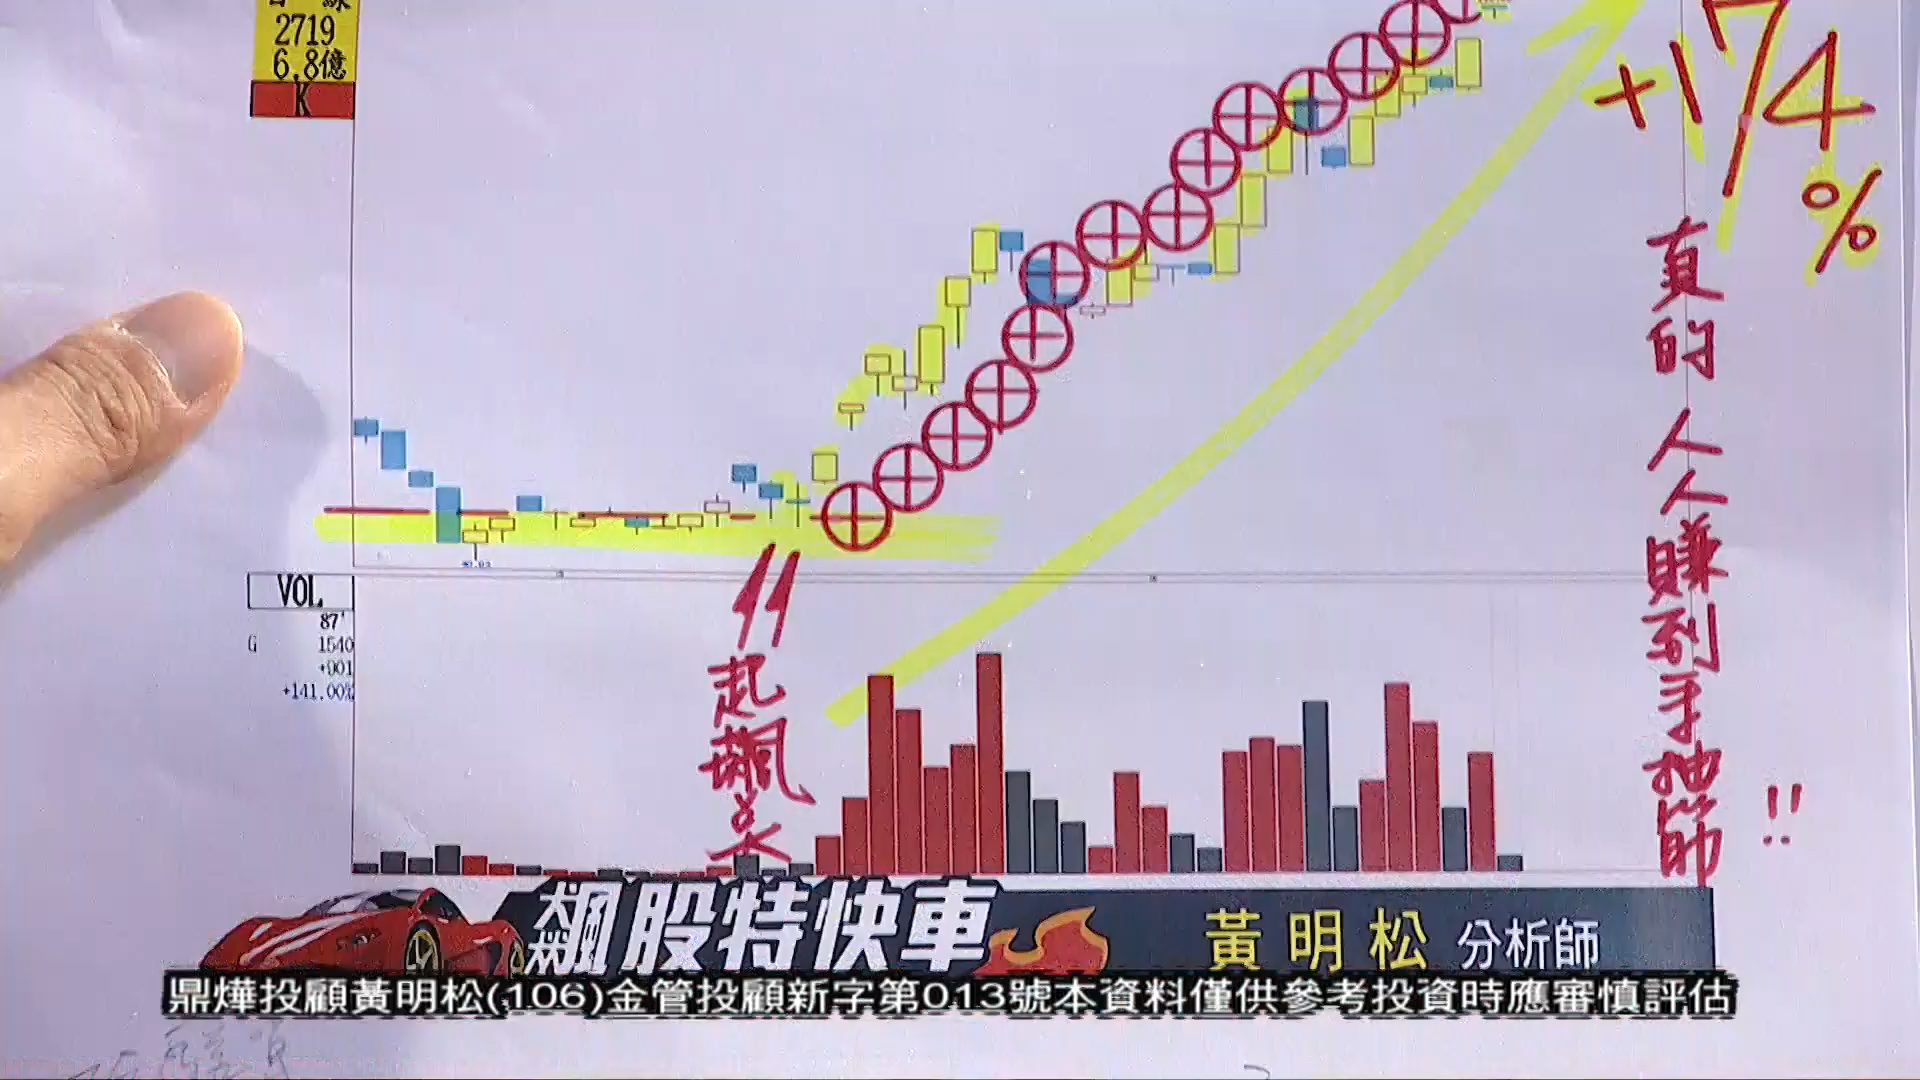 2719
6.8億
K
+174%
真的人人賺到手抽筋!!
VOL
87'
G 1540
+901
+141.00%
起飆点
飆股特快車
黃明松 分析師
鼎燁投顧黃明松(106)金管投顧新字第013號本資料僅供參考投資時應審慎評估